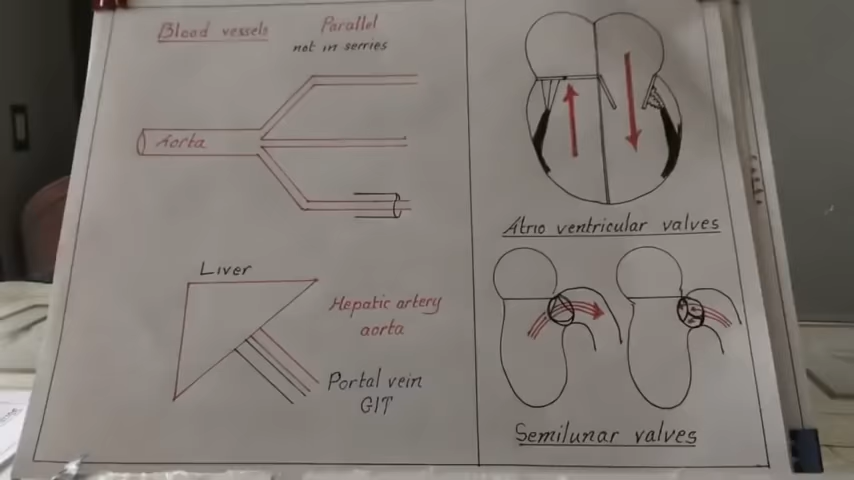 Blood vessels
Parallel
not in serries
Aorta
Liver
Hepatic artery
aorta
Portal vein
GIT
Atrio ventricular valves
Semilunar valves